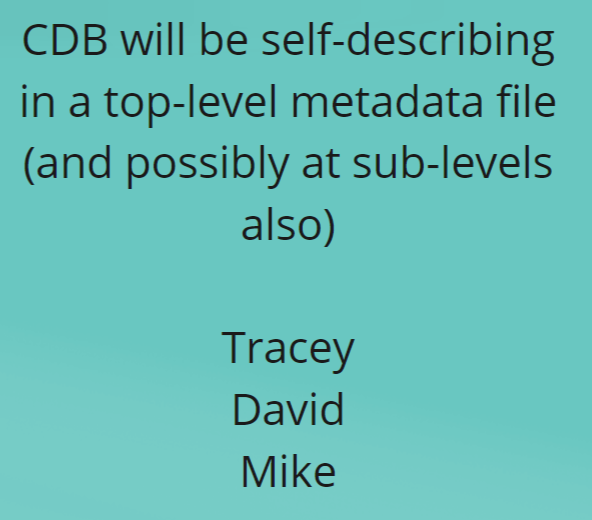 CDB will be self-describing
in a top-level metadata file
(and possibly at sub-levels
also)
Tracey
David
Mike